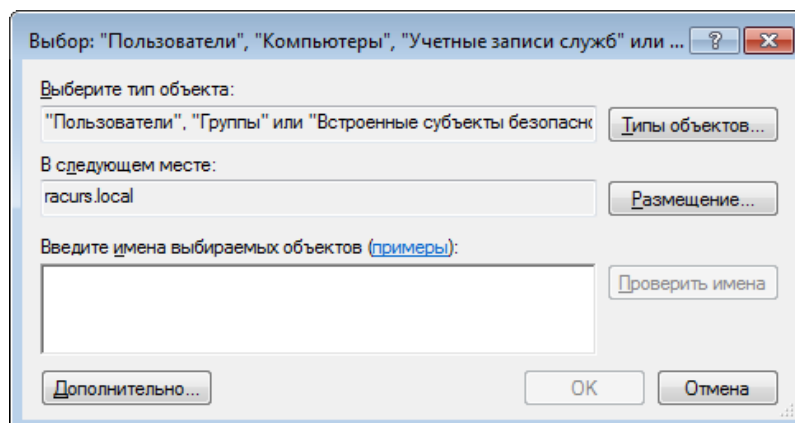 Выбор: "Пользователи", "Компьютеры", "Учетные записи служб" или ...
Выберите тип объекта:
"Пользователи", "Группы" или "Встроенные субъекты безопасно
Типы объектов...
В следующем месте:
racurs.local
Размещение...
Введите имена выбираемых объектов (примеры):
Проверить имена
Дополнительно...
ОК
Отмена